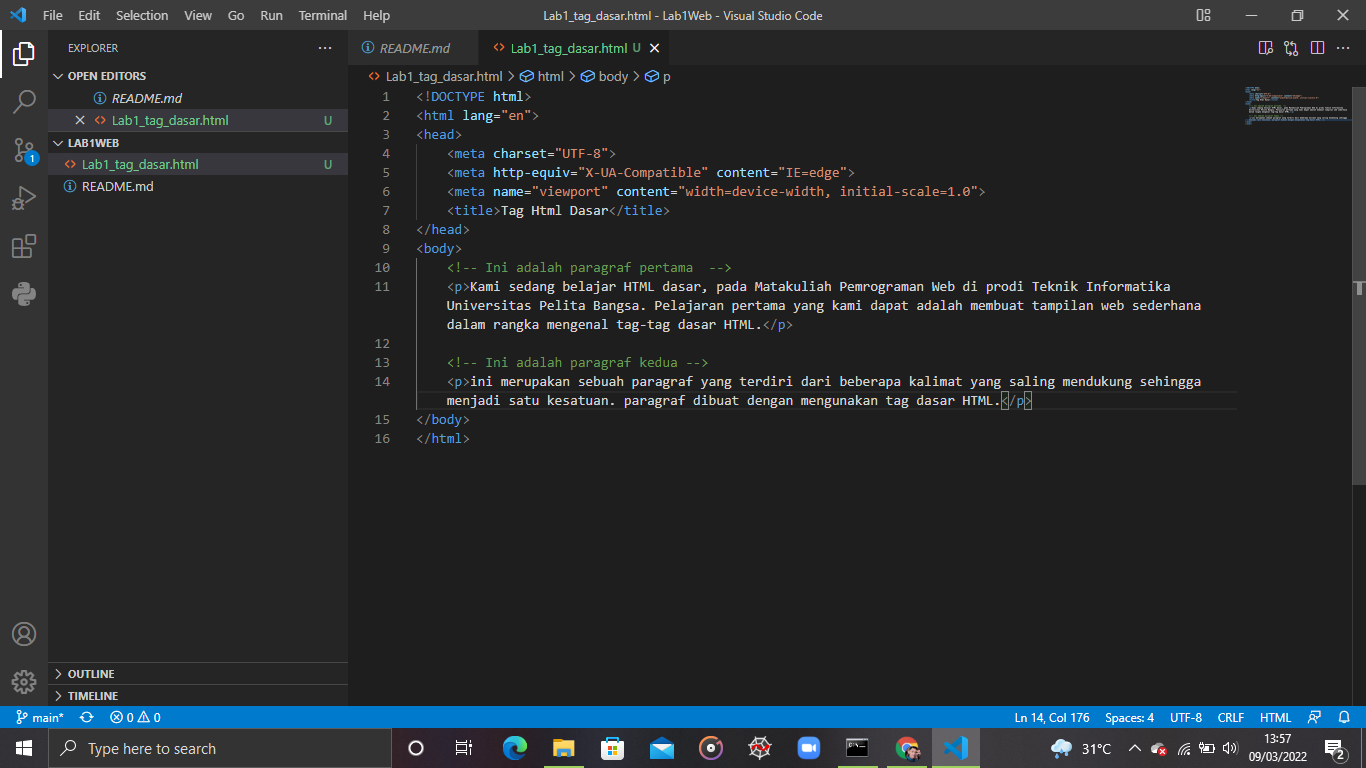 File Edit Selection View Go Run Terminal Help
Lab1_tag_dasar.html - Lab1Web - Visual Studio Code
EXPLORER
OPEN EDITORS
README.md
Lab1_tag_dasar.html U
LAB1WEB
Lab1_tag_dasar.html U
README.md
OUTLINE
TIMELINE
1
README.md
Lab1_tag_dasar.html U
Lab1_tag_dasar.html > html > body > p
1 <!DOCTYPE html>
2 <html lang="en">
3 <head>
4 <meta charset="UTF-8">
5 <meta http-equiv="X-UA-Compatible" content="IE=edge">
6 <meta name="viewport" content="width=device-width, initial-scale=1.0">
7 <title>Tag Html Dasar</title>
8 </head>
9 <body>
10 <!-- Ini adalah paragraf pertama  -->
11 <p>Kami sedang belajar HTML dasar, pada Matakuliah Pemrograman Web di prodi Teknik Informatika
Universitas Pelita Bangsa. Pelajaran pertama yang kami dapat adalah membuat tampilan web sederhana
dalam rangka mengenal tag-tag dasar HTML.</p>
12
13 <!-- Ini adalah paragraf kedua -->
14 <p>ini merupakan sebuah paragraf yang terdiri dari beberapa kalimat yang saling mendukung sehingga
menjadi satu kesatuan. paragraf dibuat dengan mengunakan tag dasar HTML.</p>
15 </body>
16 </html>
main* 0 0
Ln 14, Col 176 Spaces: 4 UTF-8 CRLF HTML
Type here to search
31°C
13:57
09/03/2022
2